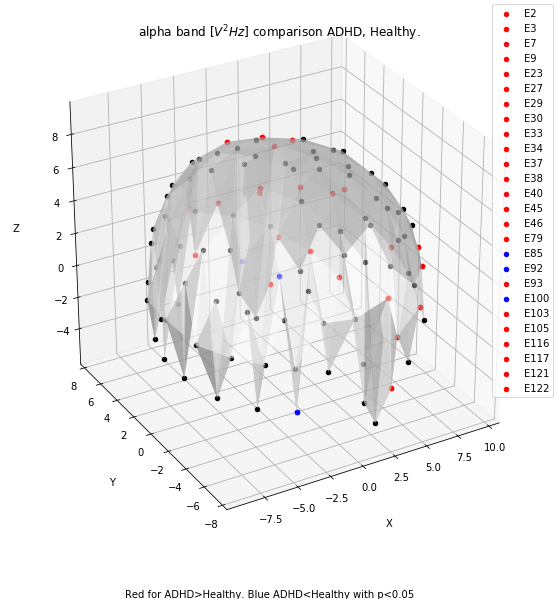 alpha band [V²Hz] comparison ADHD, Healthy.
E2
E3
E7
E9
E23
E27
E29
E30
E33
E34
E37
E38
E40
E45
E46
E79
E85
E92
E93
E100
E103
E105
E116
E117
E121
E122
Z
8
6
4
2
0
−2
−4
Y
8
6
4
2
0
−2
−4
−6
−8
X
−7.5
−5.0
−2.5
0.0
2.5
5.0
7.5
10.0
Red for ADHD>Healthy. Blue ADHD<Healthy with p<0.05